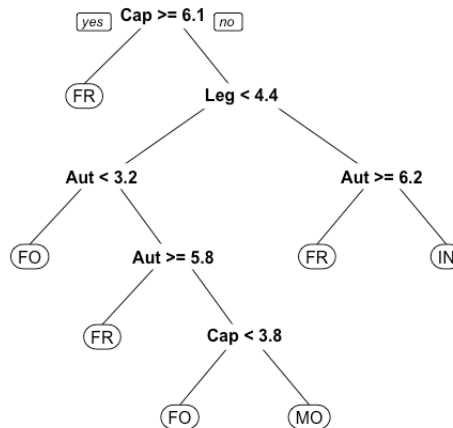 yes Cap >= 6.1 no
FR
Leg < 4.4
Aut < 3.2 Aut >= 6.2
FO Aut >= 5.8 FR IN
FR Cap < 3.8
FO MO